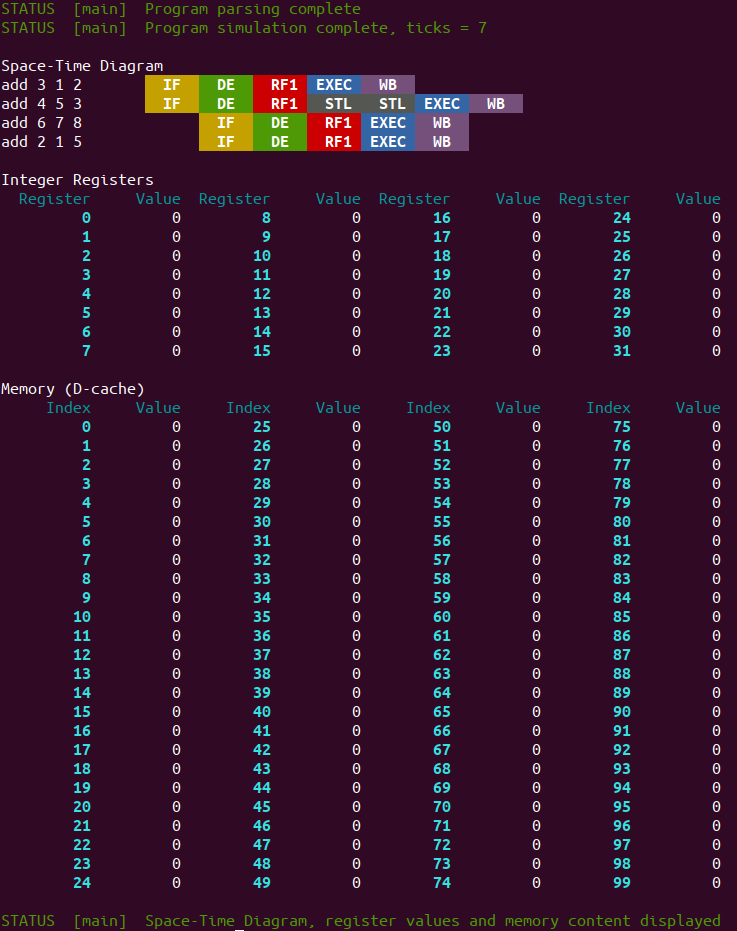 STATUS  [main]  Program parsing complete
STATUS  [main]  Program simulation complete, ticks = 7
Space-Time Diagram
add 3 1 2 IF DE RF1 EXEC WB
add 4 5 3 IF DE RF1 STL STL EXEC WB
add 6 7 8 IF DE RF1 EXEC WB
add 2 1 5 IF DE RF1 EXEC WB
Integer Registers
Register Value Register Value Register Value Register Value
0 0 8 0 16 0 24 0
1 0 9 0 17 0 25 0
2 0 10 0 18 0 26 0
3 0 11 0 19 0 27 0
4 0 12 0 20 0 28 0
5 0 13 0 21 0 29 0
6 0 14 0 22 0 30 0
7 0 15 0 23 0 31 0
Memory (D-cache)
Index Value Index Value Index Value Index Value
0 0 25 0 50 0 75 0
1 0 26 0 51 0 76 0
2 0 27 0 52 0 77 0
3 0 28 0 53 0 78 0
4 0 29 0 54 0 79 0
5 0 30 0 55 0 80 0
6 0 31 0 56 0 81 0
7 0 32 0 57 0 82 0
8 0 33 0 58 0 83 0
9 0 34 0 59 0 84 0
10 0 35 0 60 0 85 0
11 0 36 0 61 0 86 0
12 0 37 0 62 0 87 0
13 0 38 0 63 0 88 0
14 0 39 0 64 0 89 0
15 0 40 0 65 0 90 0
16 0 41 0 66 0 91 0
17 0 42 0 67 0 92 0
18 0 43 0 68 0 93 0
19 0 44 0 69 0 94 0
20 0 45 0 70 0 95 0
21 0 46 0 71 0 96 0
22 0 47 0 72 0 97 0
23 0 48 0 73 0 98 0
24 0 49 0 74 0 99 0
STATUS  [main]  Space-Time Diagram, register values and memory content displayed